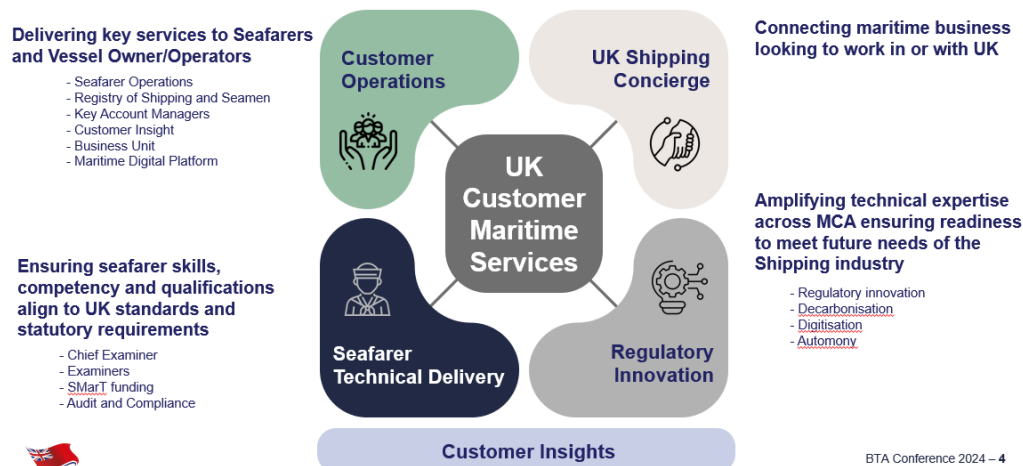 Delivering key services to Seafarers
and Vessel Owner/Operators
- Seafarer Operations
- Registry of Shipping and Seamen
- Key Account Managers
- Customer Insight
- Business Unit
- Maritime Digital Platform
Customer
Operations
UK Shipping
Concierge
Connecting maritime business
looking to work in or with UK
UK
Customer
Maritime
Services
Ensuring seafarer skills,
competency and qualifications
align to UK standards and
statutory requirements
- Chief Examiner
- Examiners
- SMarT funding
- Audit and Compliance
Seafarer
Technical Delivery
Regulatory
Innovation
Amplifying technical expertise
across MCA ensuring readiness
to meet future needs of the
Shipping industry
- Regulatory innovation
- Decarbonisation
- Digitisation
- Automony
Customer Insights
BTA Conference 2024 – 4